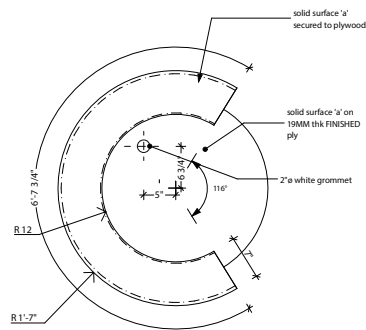 solid surface 'a'
secured to plywood
solid surface 'a' on
19MM thk FINISHED
ply
6 3/4"
2"ø white grommet
116°
5"
6'-7 3/4"
R 12
7"
R 1'-7"